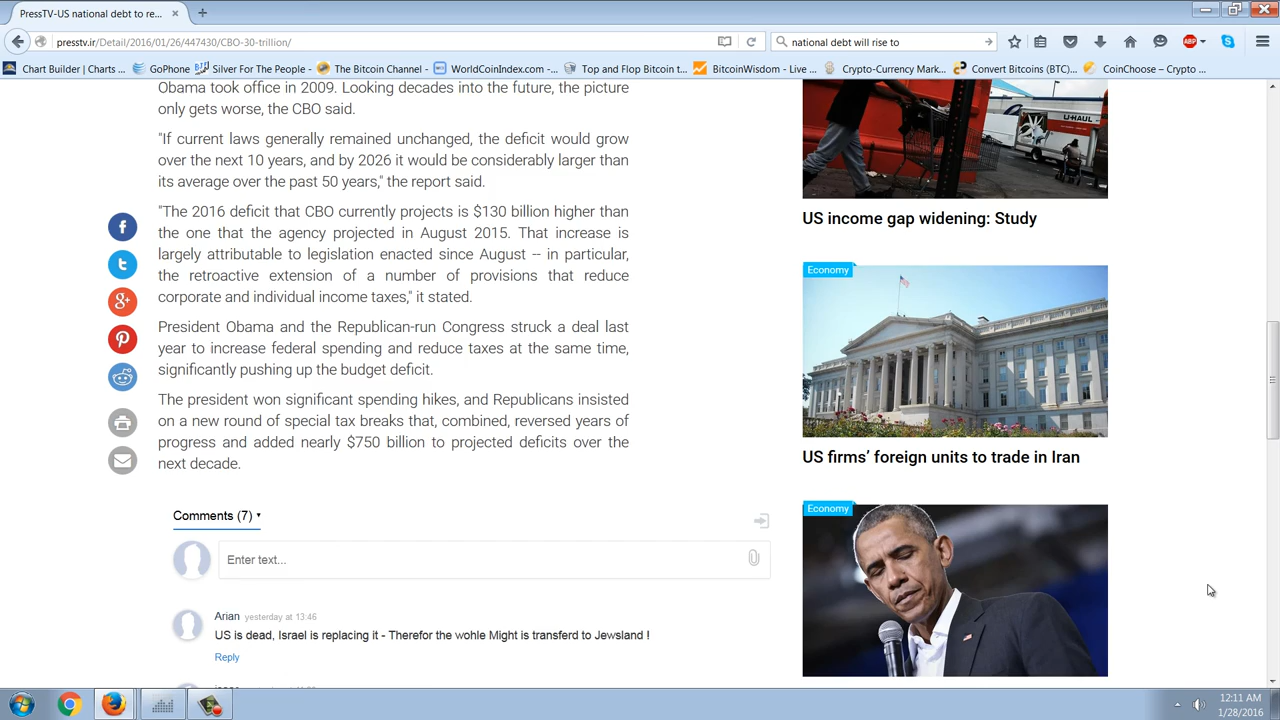 PressTV-US national debt to re...
presstv.ir/Detail/2016/01/26/447430/CBO-30-trillion/
national debt will rise to
ABP
Chart Builder | Charts ...
GoPhone
Silver For The People - ...
The Bitcoin Channel - ...
WorldCoinIndex.com -...
Top and Flop Bitcoin t...
BitcoinWisdom - Live ...
Crypto-Currency Mark...
Convert Bitcoins (BTC)...
CoinChoose – Crypto ...
Obama took office in 2009. Looking decades into the future, the picture
only gets worse, the CBO said.
"If current laws generally remained unchanged, the deficit would grow
over the next 10 years, and by 2026 it would be considerably larger than
its average over the past 50 years," the report said.
"The 2016 deficit that CBO currently projects is $130 billion higher than
the one that the agency projected in August 2015. That increase is
largely attributable to legislation enacted since August -- in particular,
the retroactive extension of a number of provisions that reduce
corporate and individual income taxes," it stated.
President Obama and the Republican-run Congress struck a deal last
year to increase federal spending and reduce taxes at the same time,
significantly pushing up the budget deficit.
The president won significant spending hikes, and Republicans insisted
on a new round of special tax breaks that, combined, reversed years of
progress and added nearly $750 billion to projected deficits over the
next decade.
Comments (7)
Enter text...
Arian yesterday at 13:46
US is dead, Israel is replacing it - Therefor the wohle Might is transferd to Jewsland !
Reply
U-HAUL
US income gap widening: Study
Economy
US firms’ foreign units to trade in Iran
Economy
12:11 AM
1/28/2016